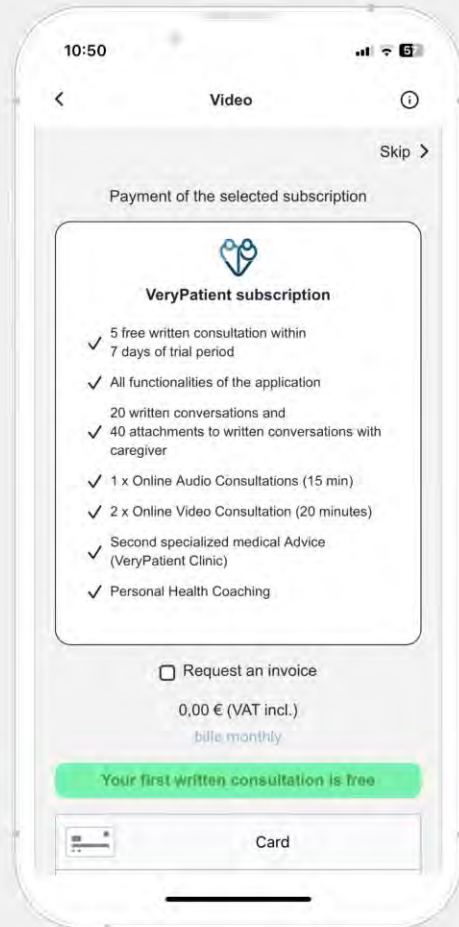 10:50
57
Video
Skip >
Payment of the selected subscription
VeryPatient subscription
5 free written consultation within
7 days of trial period
All functionalities of the application
20 written conversations and
40 attachments to written conversations with
caregiver
1 x Online Audio Consultations (15 min)
2 x Online Video Consultation (20 minutes)
Second specialized medical Advice
(VeryPatient Clinic)
Personal Health Coaching
Request an invoice
0,00 € (VAT incl.)
bille monthly
Your first written consultation is free
Card